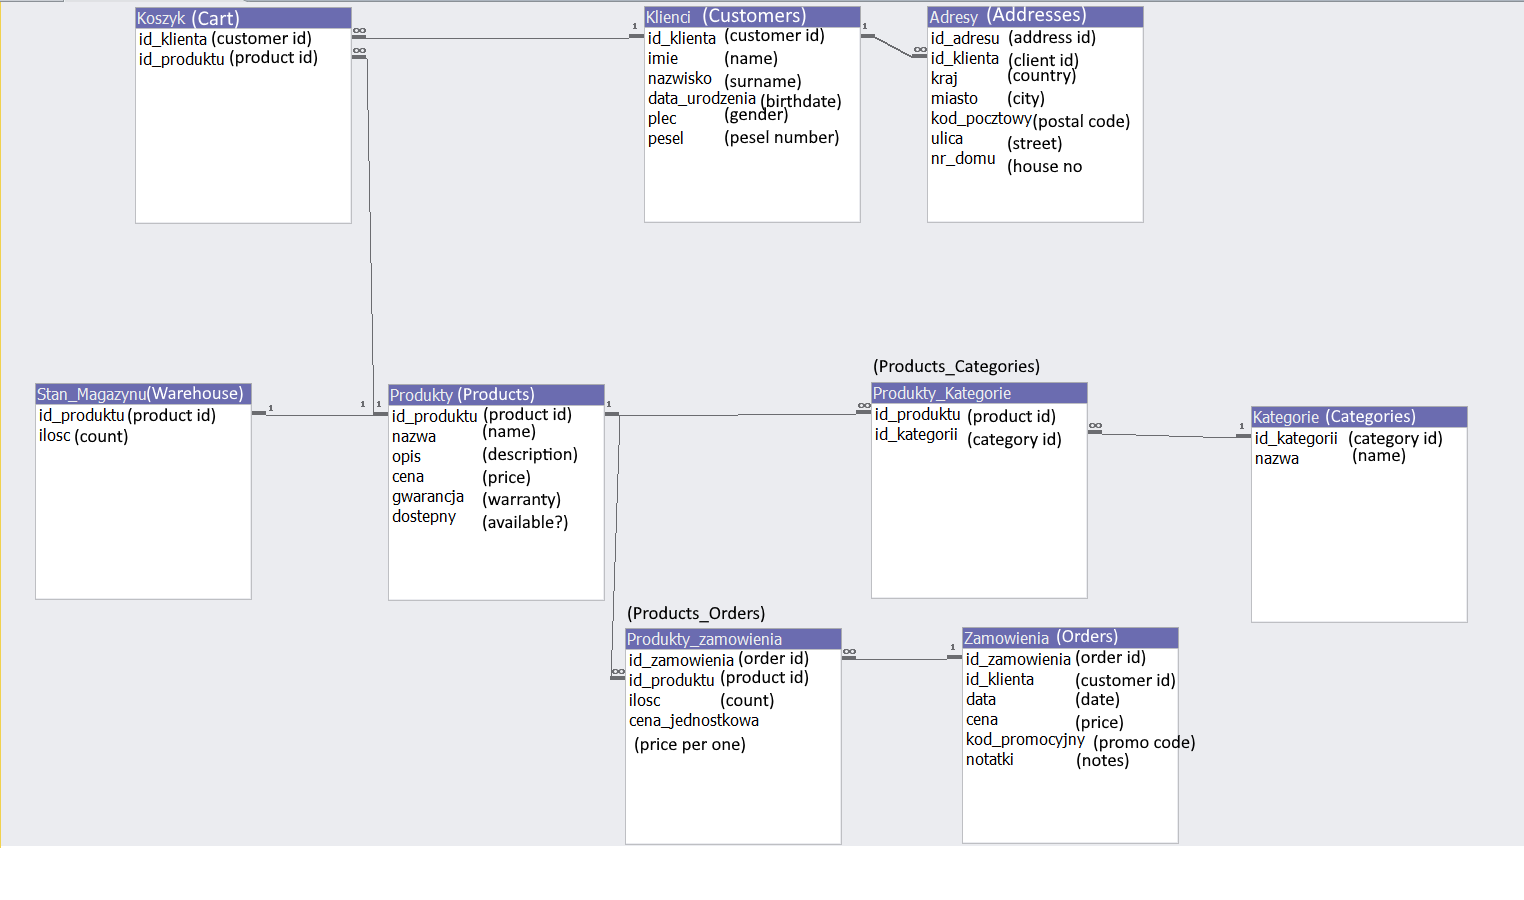 Koszyk (Cart)
id_klienta (customer id)
id_produktu (product id)
Klienci (Customers)
id_klienta (customer id)
imie (name)
nazwisko (surname)
data_urodzenia (birthdate)
plec (gender)
pesel (pesel number)
Adresy (Addresses)
id_adresu (address id)
id_klienta (client id)
kraj (country)
miasto (city)
kod_pocztowy (postal code)
ulica (street)
nr_domu (house no
∞ 1
∞
1 ∞
Stan_Magazynu (Warehouse)
id_produktu (product id)
ilosc (count)
1 1 1
Produkty (Products)
id_produktu (product id)
nazwa (name)
opis (description)
cena (price)
gwarancja (warranty)
dostepny (available?)
1 ∞
(Products_Categories)
Produkty_Kategorie
id_produktu (product id)
id_kategorii (category id)
∞ 1
Kategorie (Categories)
id_kategorii (category id)
nazwa (name)
(Products_Orders)
Produkty_zamowienia
id_zamowienia (order id)
∞ id_produktu (product id)
ilosc (count)
cena_jednostkowa
(price per one)
∞ 1
Zamowienia (Orders)
id_zamowienia (order id)
id_klienta (customer id)
data (date)
cena (price)
kod_promocyjny (promo code)
notatki (notes)